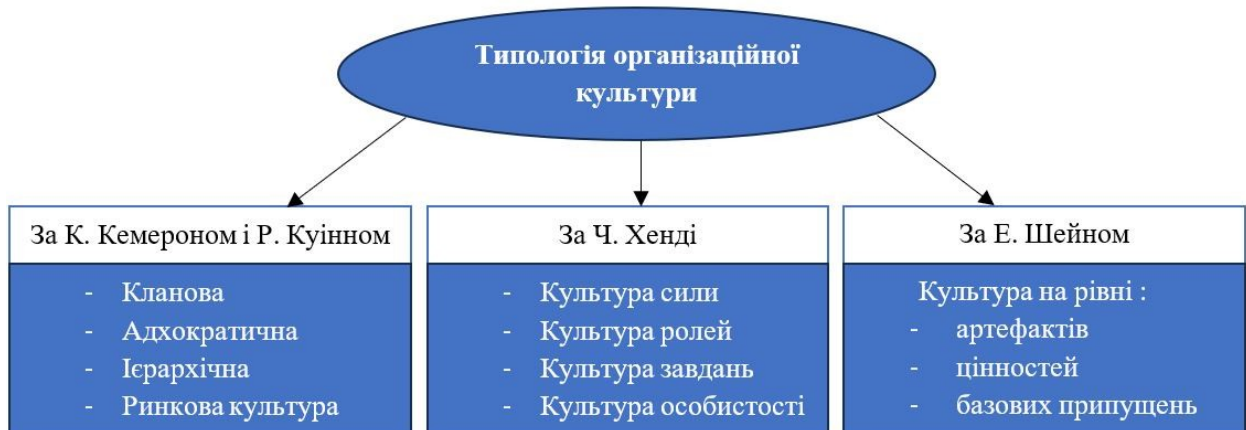 Типологія організаційної
культури
За К. Кемероном і Р. Куінном
- Кланова
- Адхократична
- Ієрархічна
- Ринкова культура
За Ч. Хенді
- Культура сили
- Культура ролей
- Культура завдань
- Культура особистості
За Е. Шейном
Культура на рівні :
- артефактів
- цінностей
- базових припущень